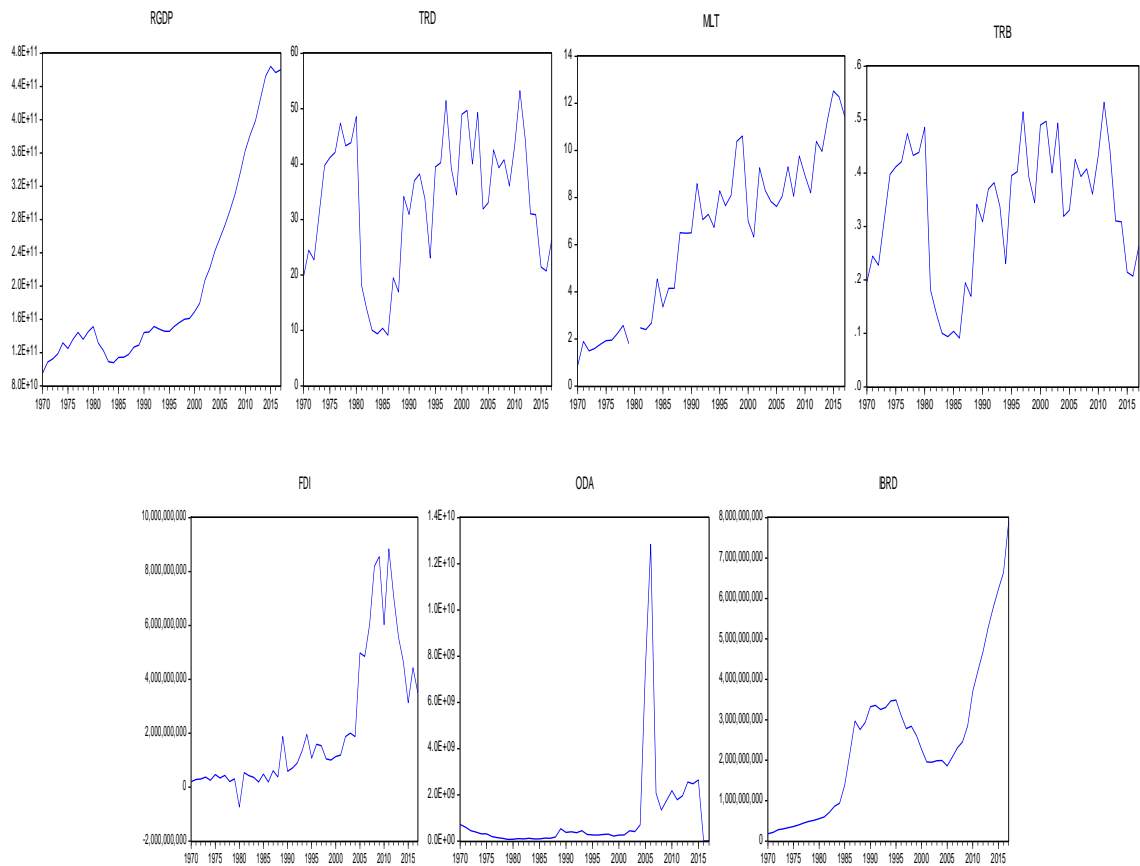 RGDP
4.8E+11
4.4E+11
4.0E+11
3.6E+11
3.2E+11
2.8E+11
2.4E+11
2.0E+11
1.6E+11
1.2E+11
8.0E+10
1970 1975 1980 1985 1990 1995 2000 2005 2010 2015
TRD
60
50
40
30
20
10
0
1970 1975 1980 1985 1990 1995 2000 2005 2010 2015
MLT
14
12
10
8
6
4
2
0
1970 1975 1980 1985 1990 1995 2000 2005 2010 2015
TRB
.6
.5
.4
.3
.2
.1
.0
1970 1975 1980 1985 1990 1995 2000 2005 2010 2015
FDI
10,000,000,000
8,000,000,000
6,000,000,000
4,000,000,000
2,000,000,000
0
-2,000,000,000
1970 1975 1980 1985 1990 1995 2000 2005 2010 2015
ODA
1.4E+10
1.2E+10
1.0E+10
8.0E+09
6.0E+09
4.0E+09
2.0E+09
0.0E+00
1970 1975 1980 1985 1990 1995 2000 2005 2010 2015
IBRD
8,000,000,000
7,000,000,000
6,000,000,000
5,000,000,000
4,000,000,000
3,000,000,000
2,000,000,000
1,000,000,000
0
1970 1975 1980 1985 1990 1995 2000 2005 2010 2015